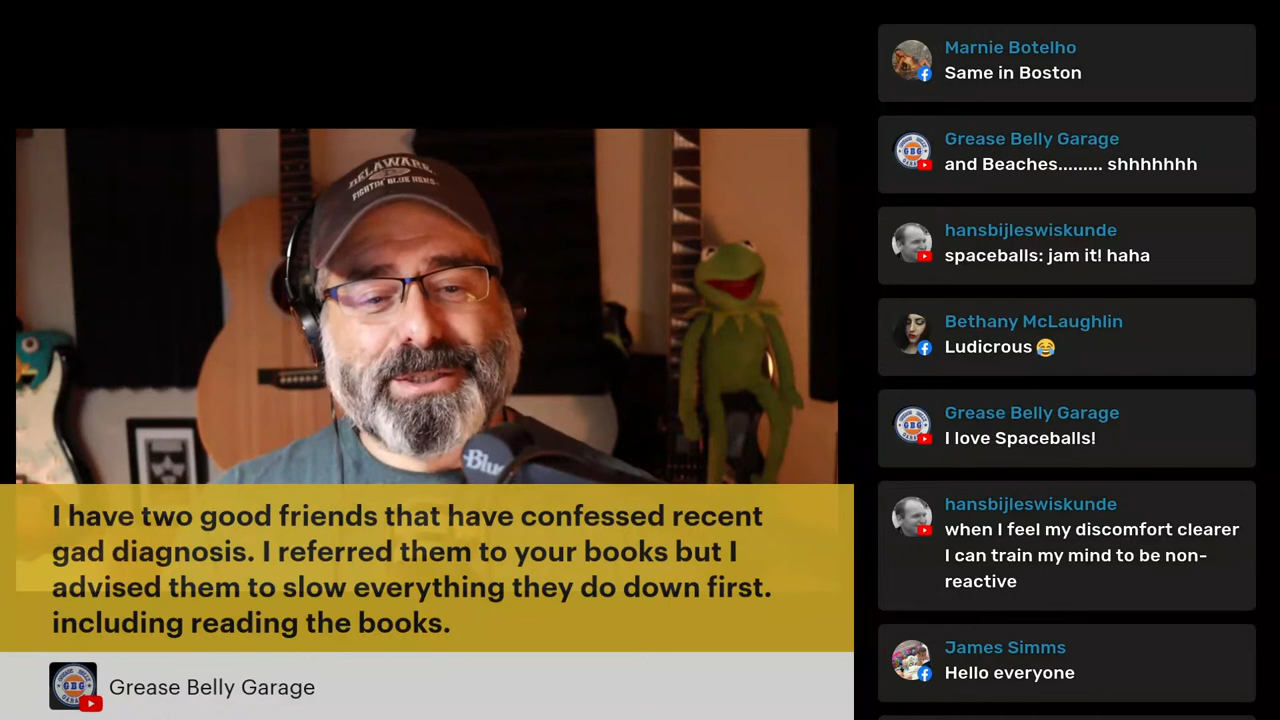 DELAWARE
FIGHTIN' BLUE HENS
Blue
I have two good friends that have confessed recent
gad diagnosis. I referred them to your books but I
advised them to slow everything they do down first.
including reading the books.
GBG
Grease Belly Garage
Marnie Botelho
Same in Boston
Grease Belly Garage
and Beaches......... shhhhhhh
hansbijleswiskunde
spaceballs: jam it! haha
Bethany McLaughlin
Ludicrous 😂
Grease Belly Garage
I love Spaceballs!
hansbijleswiskunde
when I feel my discomfort clearer
I can train my mind to be non-
reactive
James Simms
Hello everyone